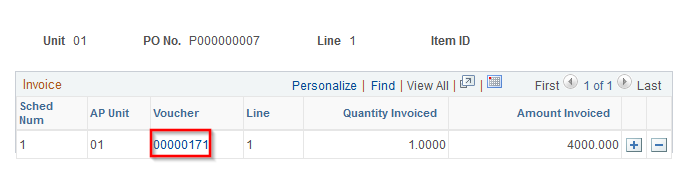 Unit 01 PO No. P000000007 Line 1 Item ID
Invoice Personalize | Find | View All | | First 1 of 1 Last
Sched Num AP Unit Voucher Line Quantity Invoiced Amount Invoiced
1 01 00000171 1 1.0000 4000.000